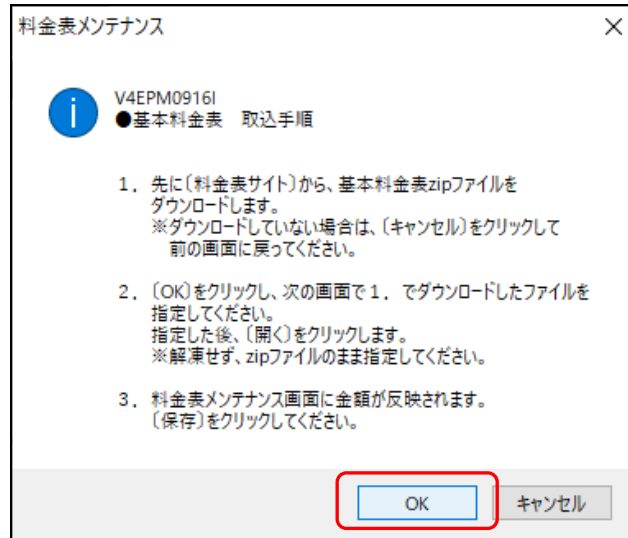 料金表メンテナンス
V4EPM0916I
●基本料金表　取込手順
1．先に〔料金表サイト〕から、基本料金表zipファイルを
ダウンロードします。
※ダウンロードしていない場合は、〔キャンセル〕をクリックして
前の画面に戻ってください。
2．〔OK〕をクリックし、次の画面で１．でダウンロードしたファイルを
指定してください。
指定した後、〔開く〕をクリックします。
※解凍せず、zipファイルのまま指定してください。
3．料金表メンテナンス画面に金額が反映されます。
〔保存〕をクリックしてください。
OK
キャンセル